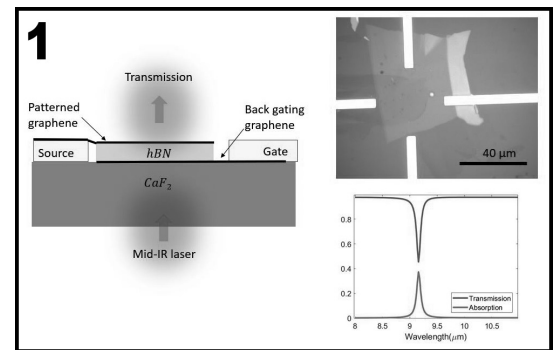 1
Transmission
Patterned
graphene
Back gating
graphene
Source
hBN
Gate
CaF₂
Mid-IR laser
40 μm
0.8
0.6
0.4
0.2
0
Transmission
Absorption
8 8.5 9 9.5 10 10.5
Wavelength(μm)